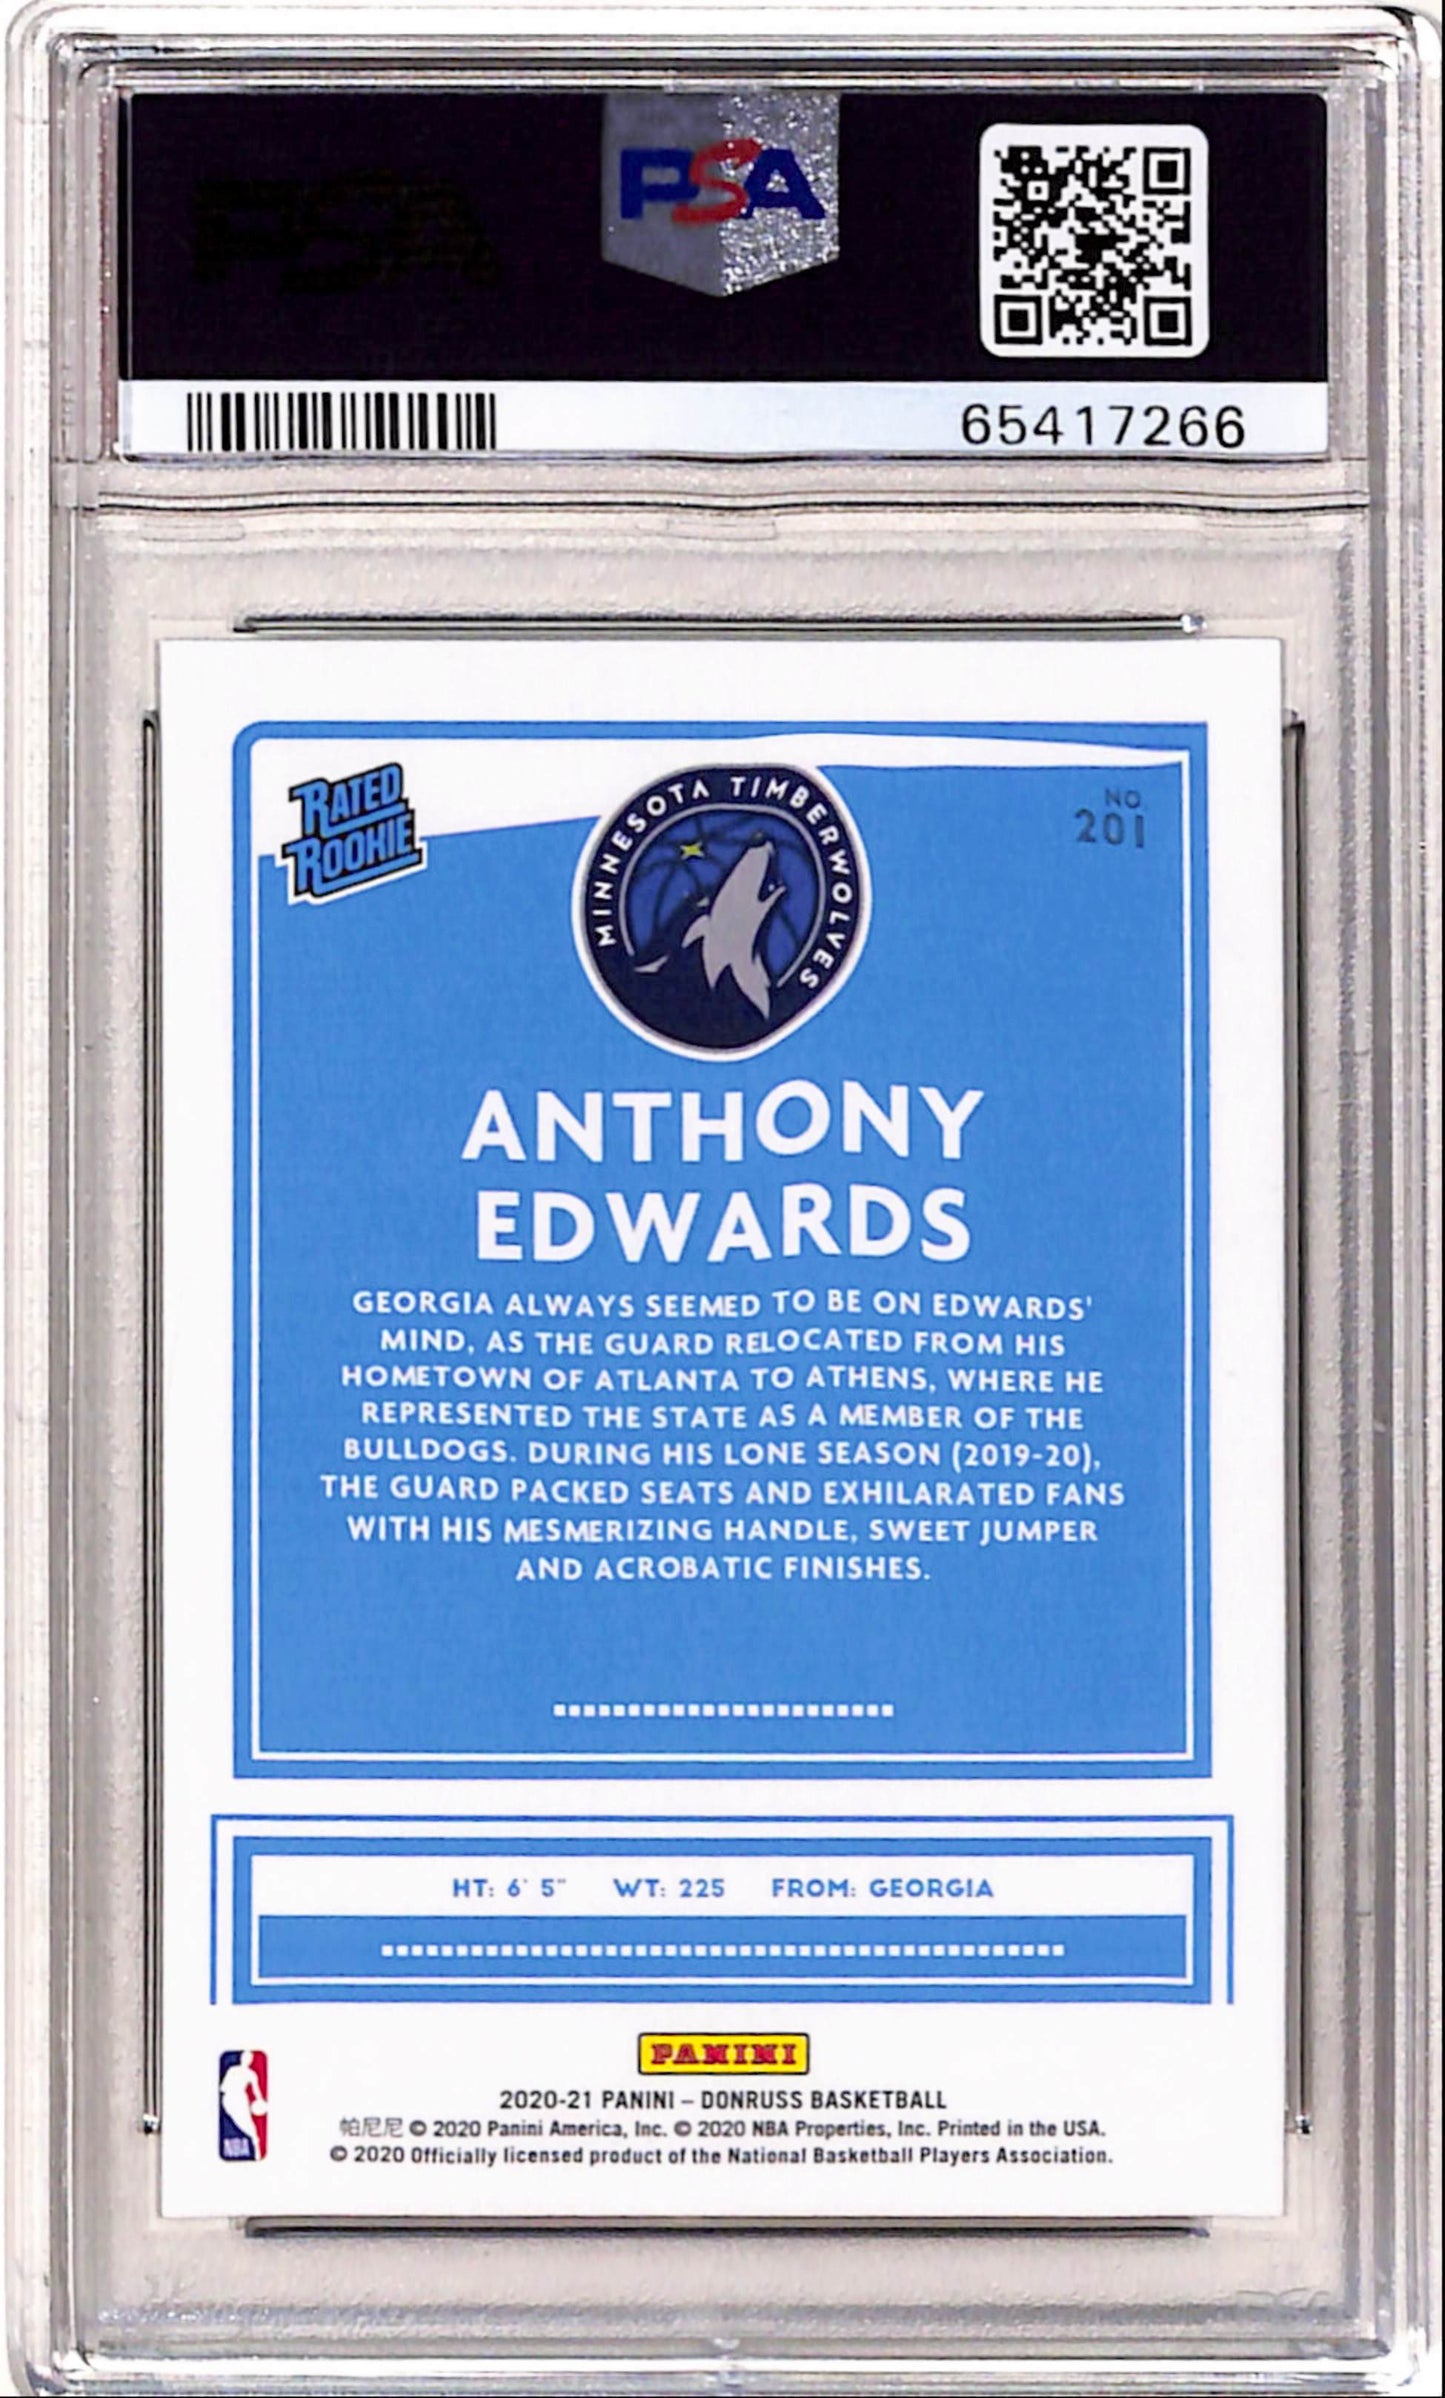 PSA
65417266
RATED
ROOKIE
MINNESOTA TIMBERWOLVES
NO.
201
ANTHONY
EDWARDS
GEORGIA ALWAYS SEEMED TO BE ON EDWARDS'
MIND, AS THE GUARD RELOCATED FROM HIS
HOMETOWN OF ATLANTA TO ATHENS, WHERE HE
REPRESENTED THE STATE AS A MEMBER OF THE
BULLDOGS. DURING HIS LONE SEASON (2019-20),
THE GUARD PACKED SEATS AND EXHILARATED FANS
WITH HIS MESMERIZING HANDLE, SWEET JUMPER
AND ACROBATIC FINISHES.
HT: 6' 5" WT: 225 FROM: GEORGIA
PANINI
NBA
2020-21 PANINI – DONRUSS BASKETBALL
帕尼尼 © 2020 Panini America, Inc. © 2020 NBA Properties, Inc. Printed in the USA.
© 2020 Officially licensed product of the National Basketball Players Association.